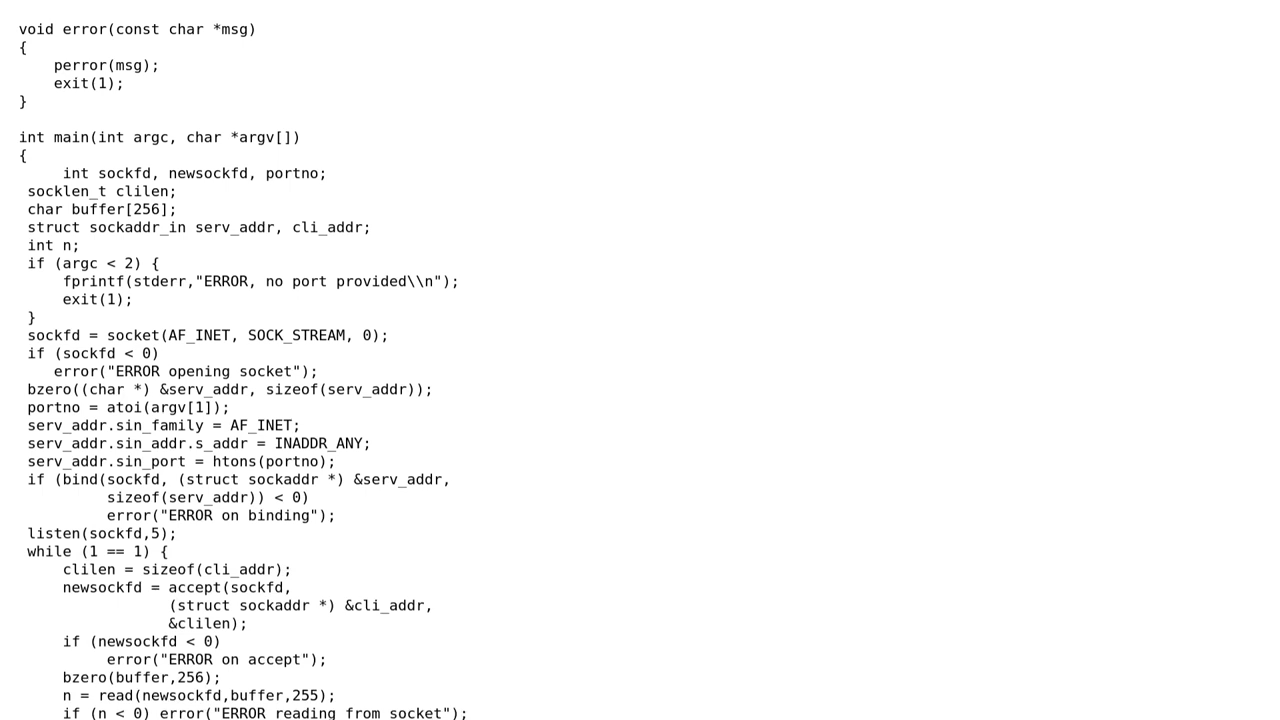 void error(const char *msg)
{
    perror(msg);
    exit(1);
}

int main(int argc, char *argv[])
{
     int sockfd, newsockfd, portno;
 socklen_t clilen;
 char buffer[256];
 struct sockaddr_in serv_addr, cli_addr;
 int n;
 if (argc < 2) {
     fprintf(stderr,"ERROR, no port provided\\n");
     exit(1);
 }
 sockfd = socket(AF_INET, SOCK_STREAM, 0);
 if (sockfd < 0)
    error("ERROR opening socket");
 bzero((char *) &serv_addr, sizeof(serv_addr));
 portno = atoi(argv[1]);
 serv_addr.sin_family = AF_INET;
 serv_addr.sin_addr.s_addr = INADDR_ANY;
 serv_addr.sin_port = htons(portno);
 if (bind(sockfd, (struct sockaddr *) &serv_addr,
          sizeof(serv_addr)) < 0)
          error("ERROR on binding");
 listen(sockfd,5);
 while (1 == 1) {
     clilen = sizeof(cli_addr);
     newsockfd = accept(sockfd,
                 (struct sockaddr *) &cli_addr,
                 &clilen);
     if (newsockfd < 0)
          error("ERROR on accept");
     bzero(buffer,256);
     n = read(newsockfd,buffer,255);
     if (n < 0) error("ERROR reading from socket");